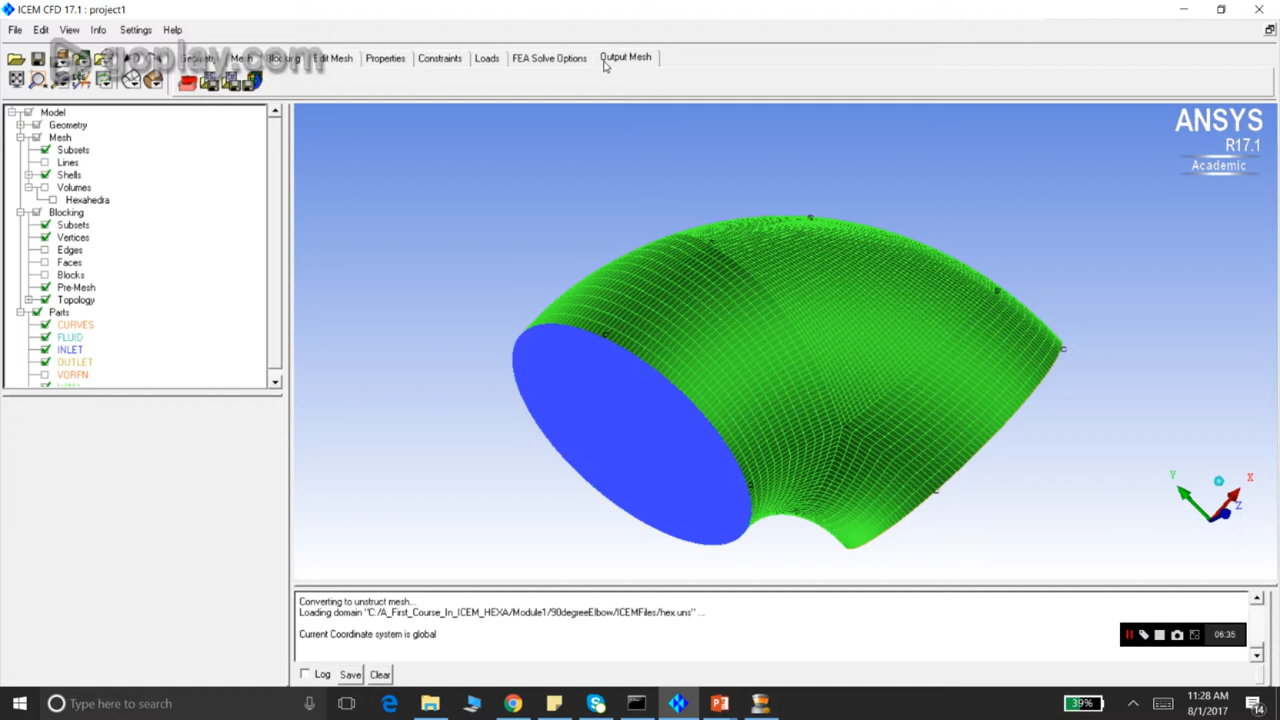 ICEM CFD 17.1 : project1
File Edit View Info Settings Help
Geometry Mesh Blocking Edit Mesh Properties Constraints Loads FEA Solve Options Output Mesh
Model
Geometry
Mesh
Subsets
Lines
Shells
Volumes
Hexahedra
Blocking
Subsets
Vertices
Edges
Faces
Blocks
Pre-Mesh
Topology
Parts
CURVES
FLUID
INLET
OUTLET
VORFN
ANSYS
R17.1
Academic
Y
X
Z
Converting to unstruct mesh...
Loading domain "C:/A_First_Course_In_ICEM_HEXA/Module1/90degreeElbow/ICEMFiles/hex.uns" ...
Current Coordinate system is global
06:35
Log Save Clear
Type here to search
39%
11:28 AM
8/1/2017
14